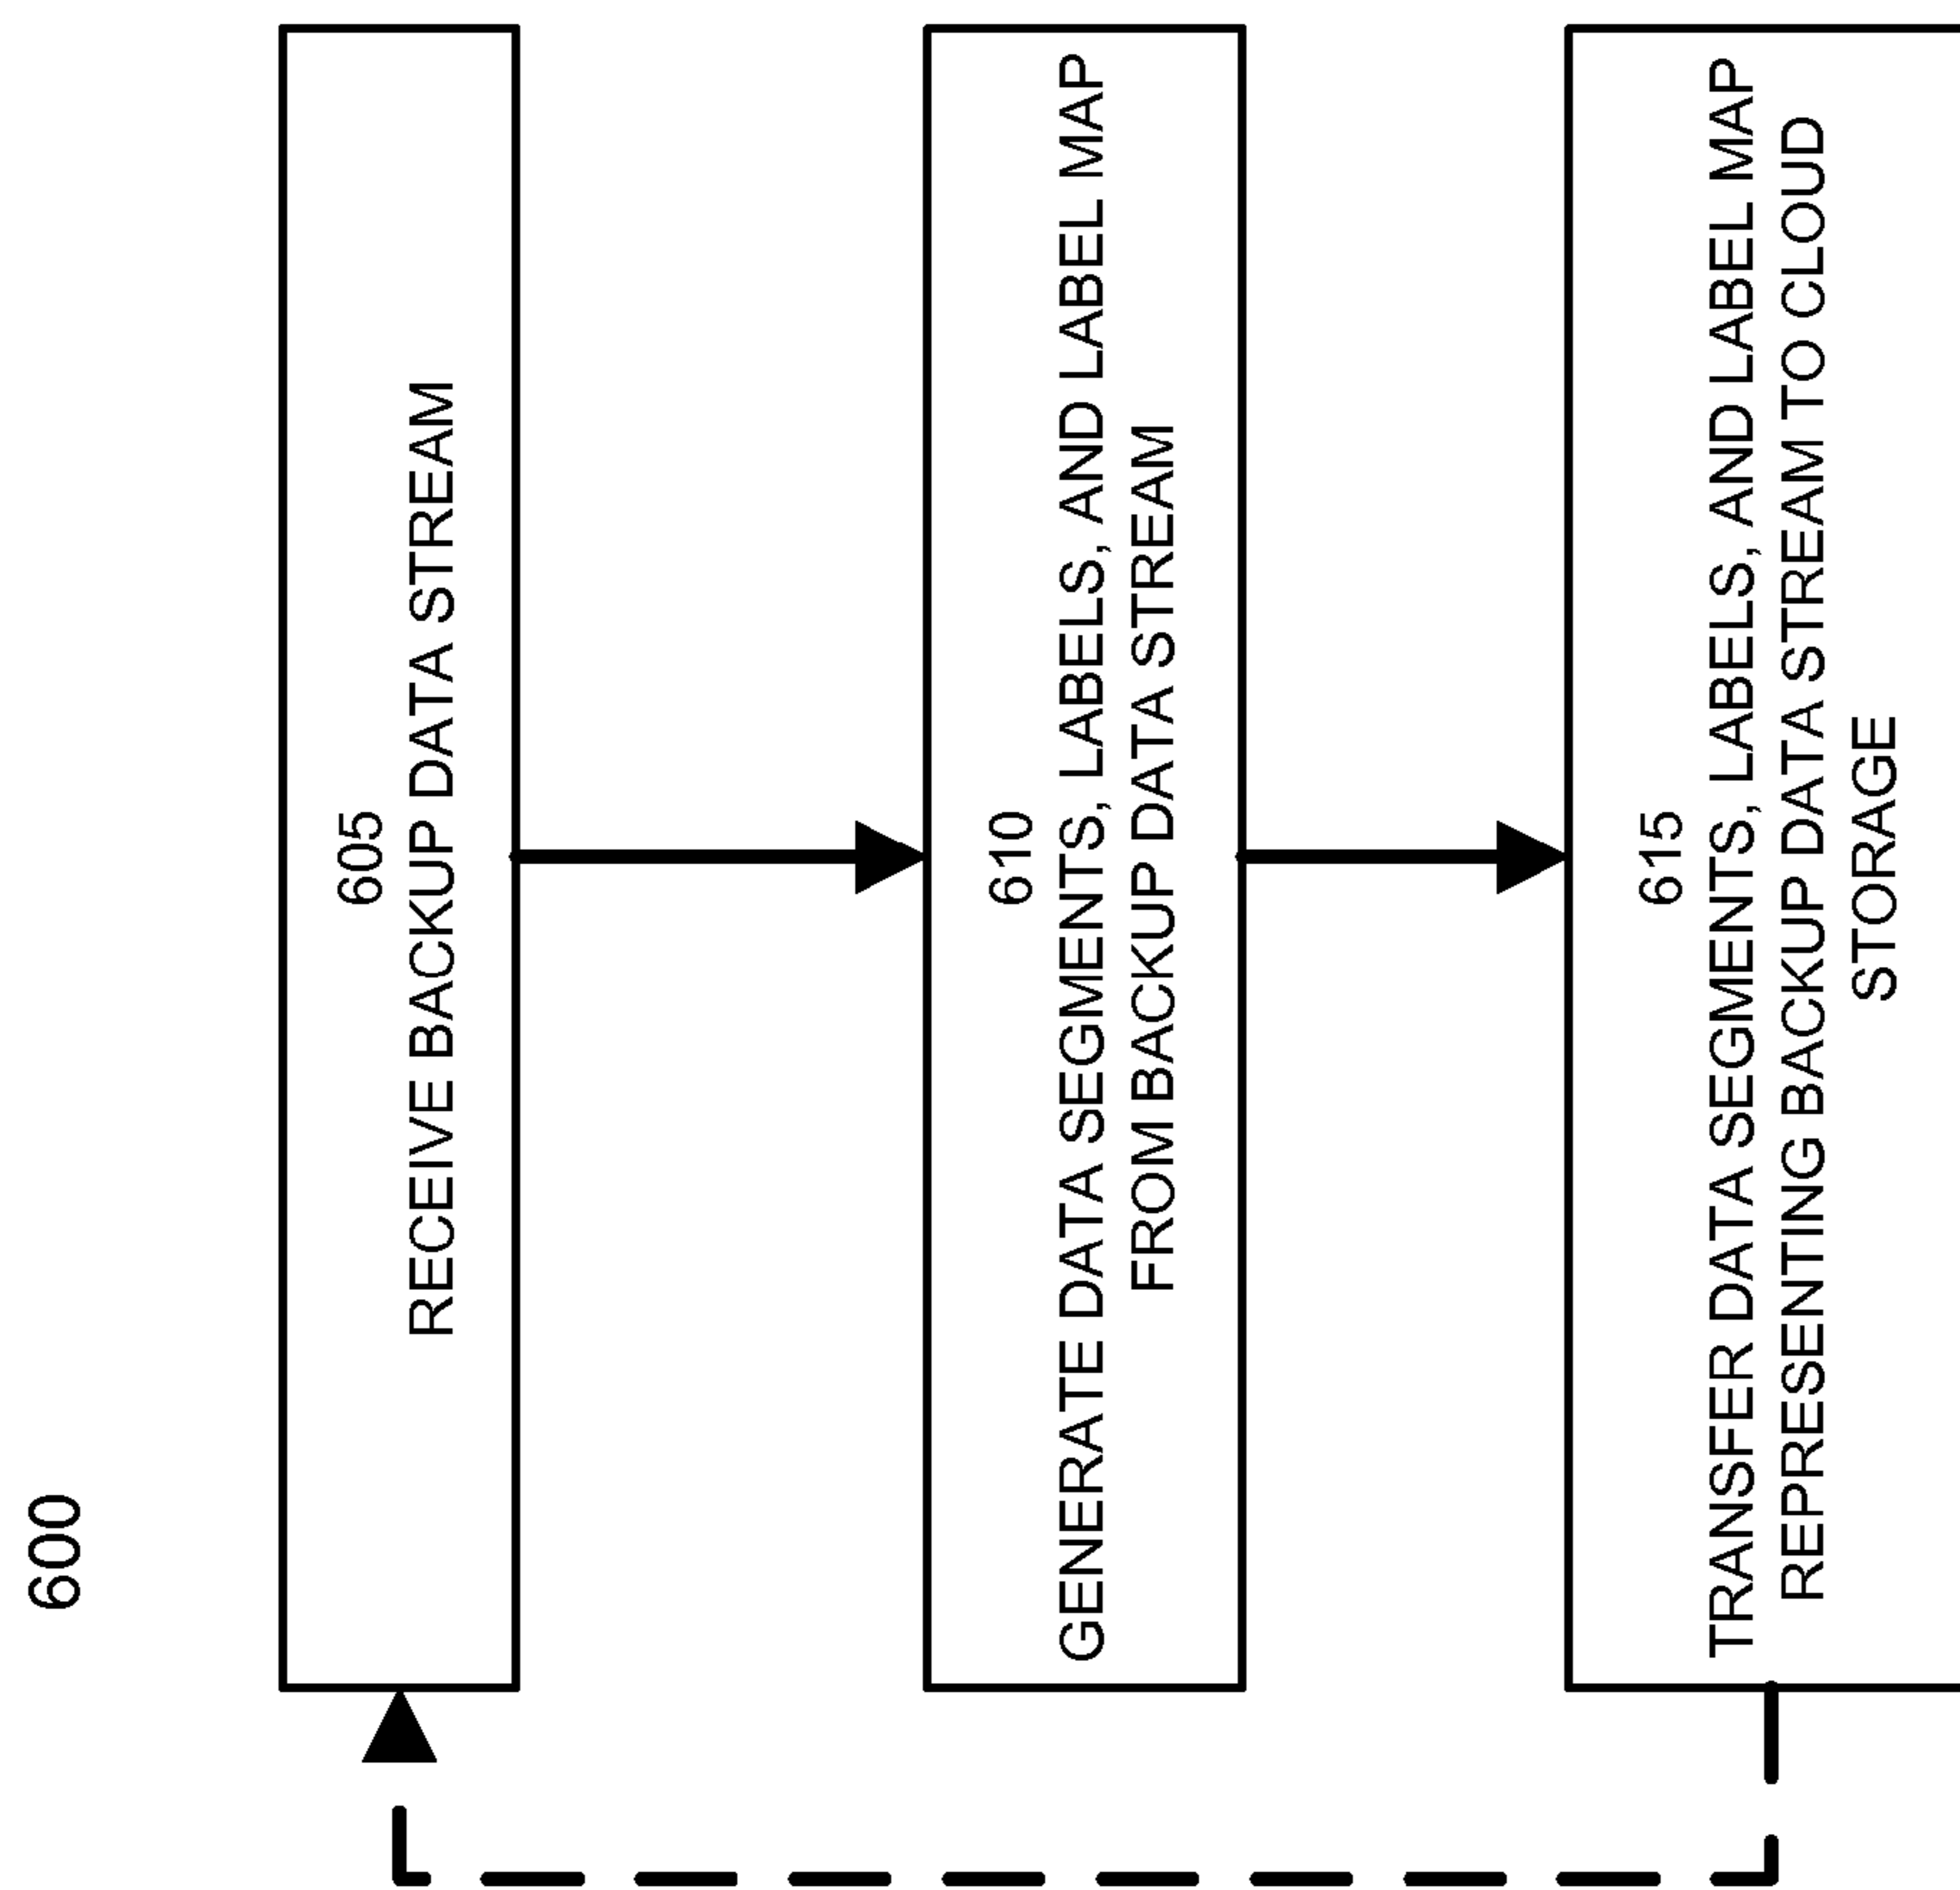 600
605
RECEIVE BACKUP DATA STREAM
610
GENERATE DATA SEGMENTS, LABELS, AND LABEL MAP
FROM BACKUP DATA STREAM
615
TRANSFER DATA SEGMENTS, LABELS, AND LABEL MAP
REPRESENTING BACKUP DATA STREAM TO CLOUD
STORAGE